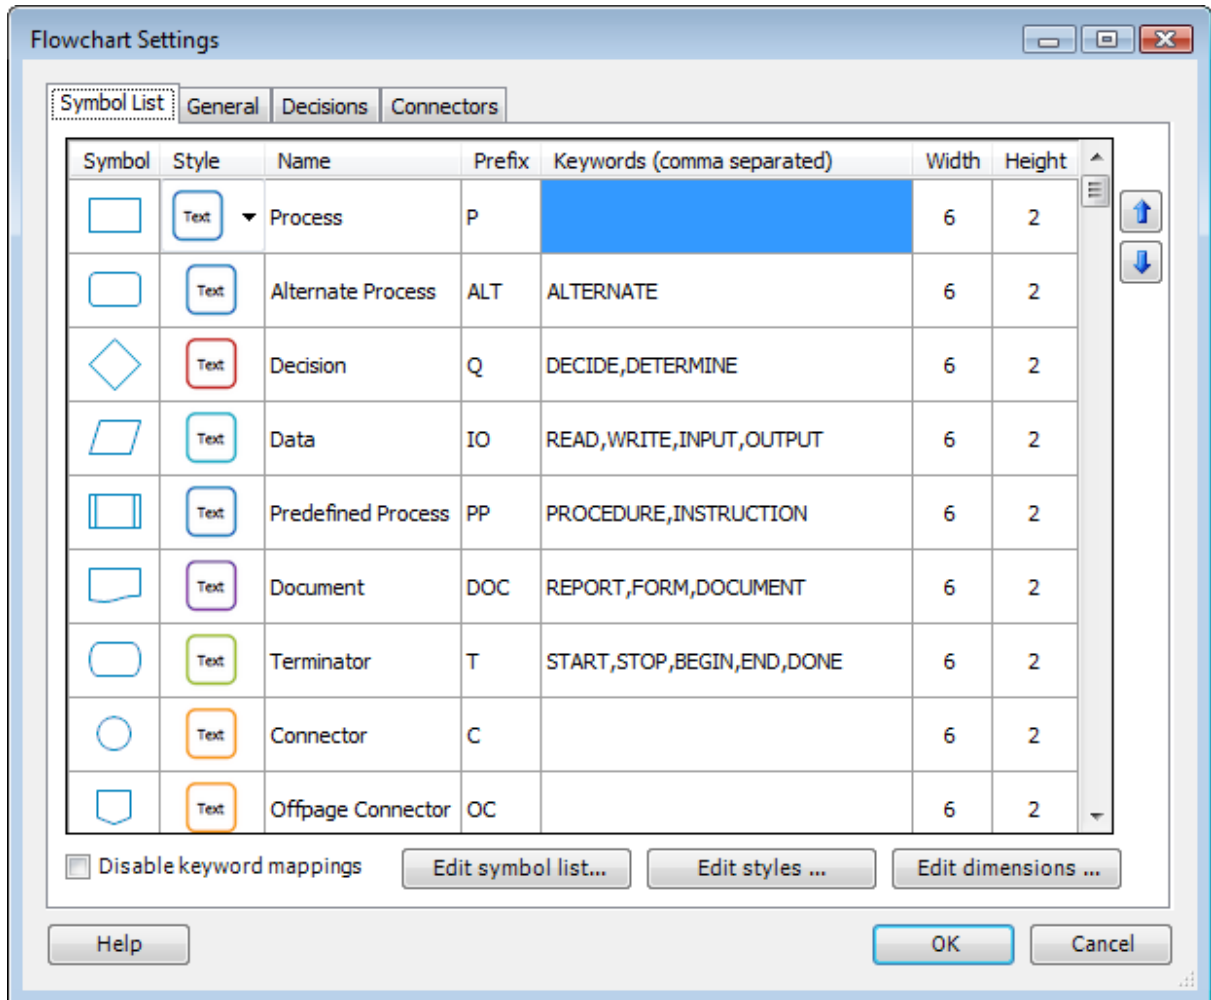 Flowchart Settings
Symbol List General Decisions Connectors
Symbol Style Name Prefix Keywords (comma separated) Width Height
Text Process P 6 2
Text Alternate Process ALT ALTERNATE 6 2
Text Decision Q DECIDE,DETERMINE 6 2
Text Data IO READ,WRITE,INPUT,OUTPUT 6 2
Text Predefined Process PP PROCEDURE,INSTRUCTION 6 2
Text Document DOC REPORT,FORM,DOCUMENT 6 2
Text Terminator T START,STOP,BEGIN,END,DONE 6 2
Text Connector C 6 2
Text Offpage Connector OC 6 2
Disable keyword mappings Edit symbol list... Edit styles ... Edit dimensions ...
Help OK Cancel